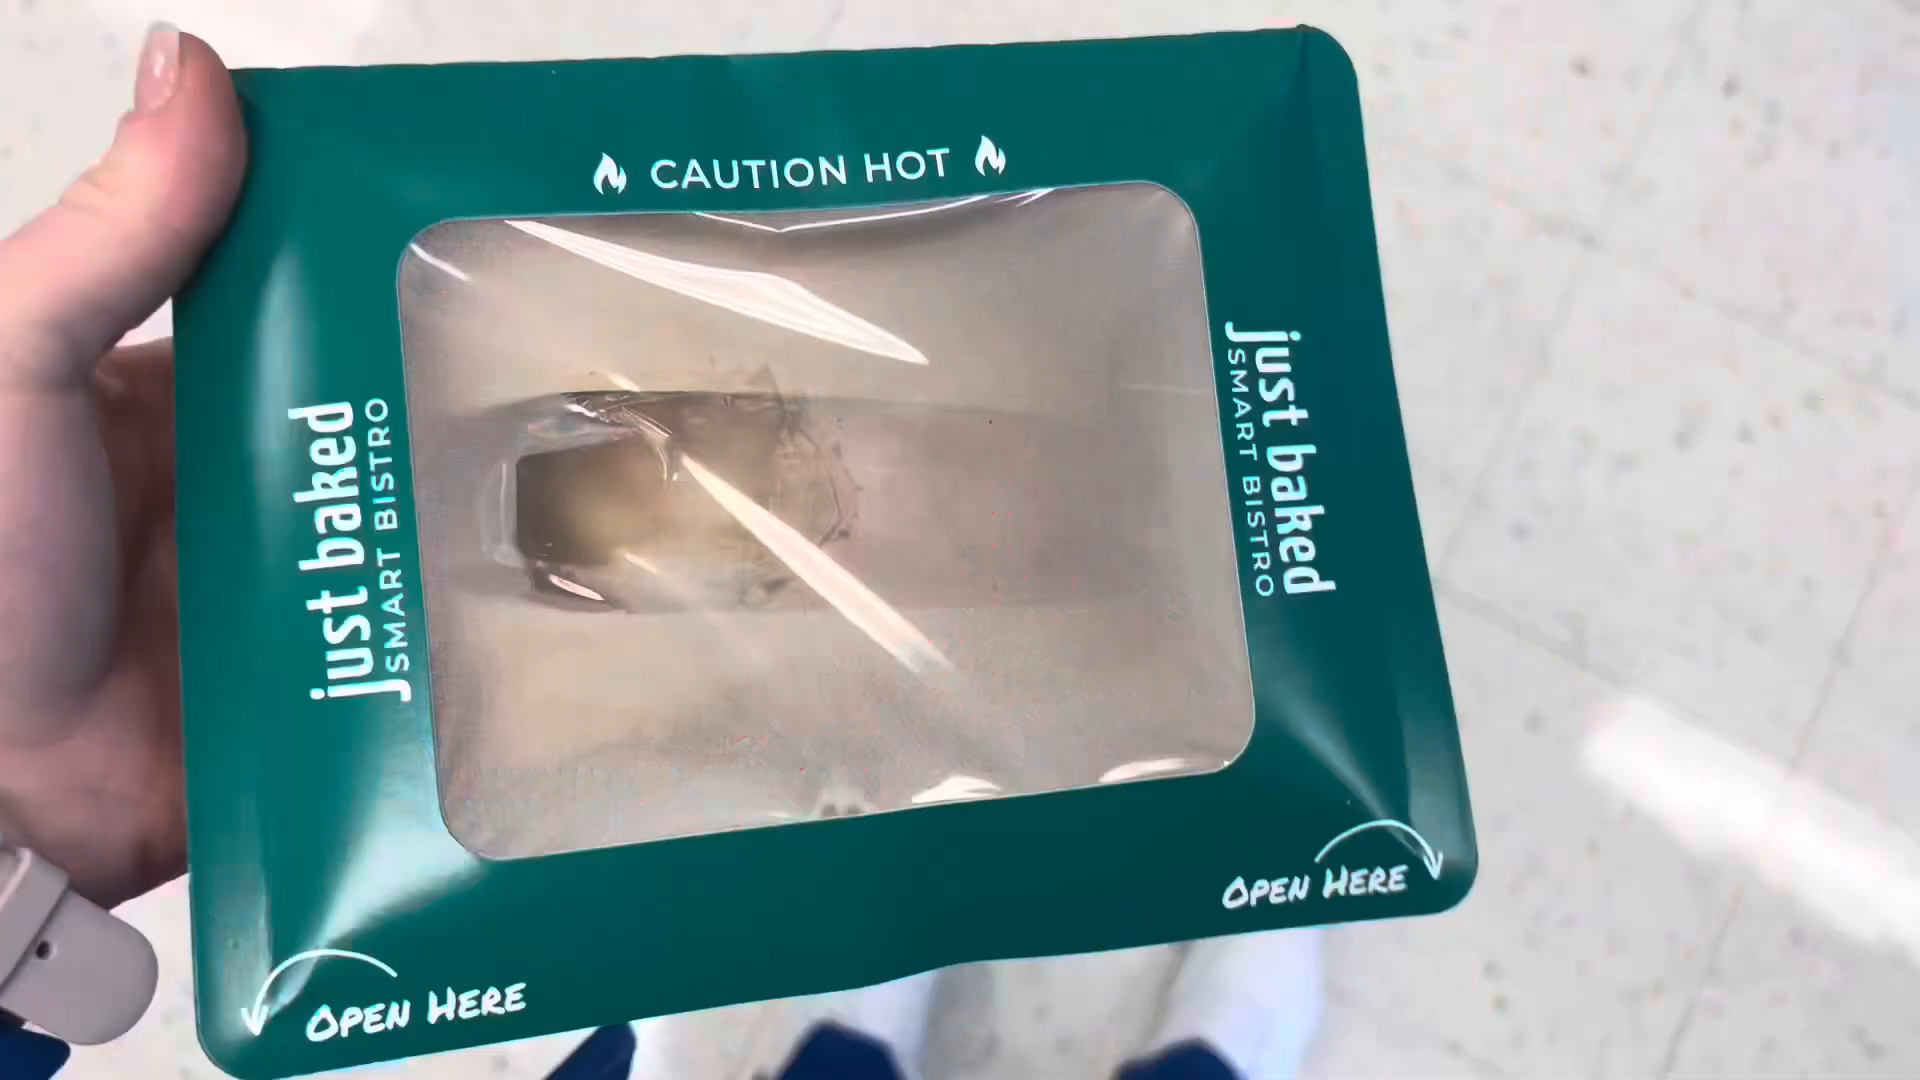 CAUTION HOT
just baked
SMART BISTRO
just baked
SMART BISTRO
OPEN HERE
OPEN HERE